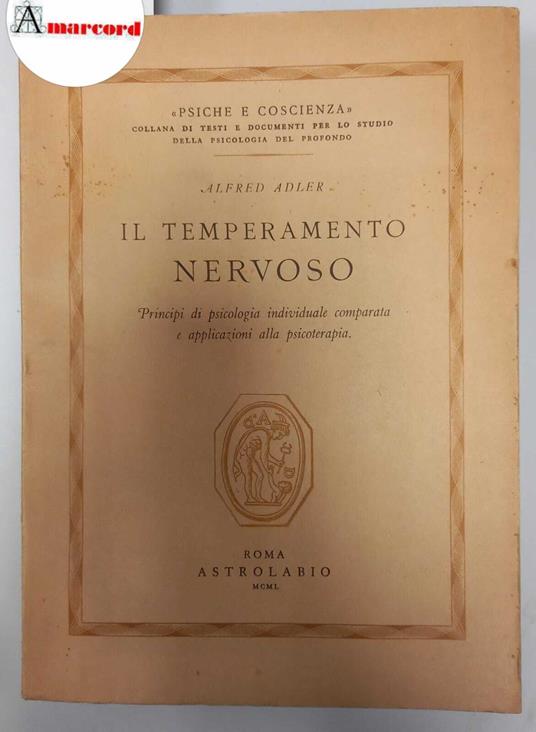 Amarcord
«PSICHE E COSCIENZA»
COLLANA DI TESTI E DOCUMENTI PER LO STUDIO
DELLA PSICOLOGIA DEL PROFONDO
ALFRED ADLER
IL TEMPERAMENTO
NERVOSO
Principi di psicologia individuale comparata
e applicazioni alla psicoterapia.
ROMA
ASTROLABIO
MCML